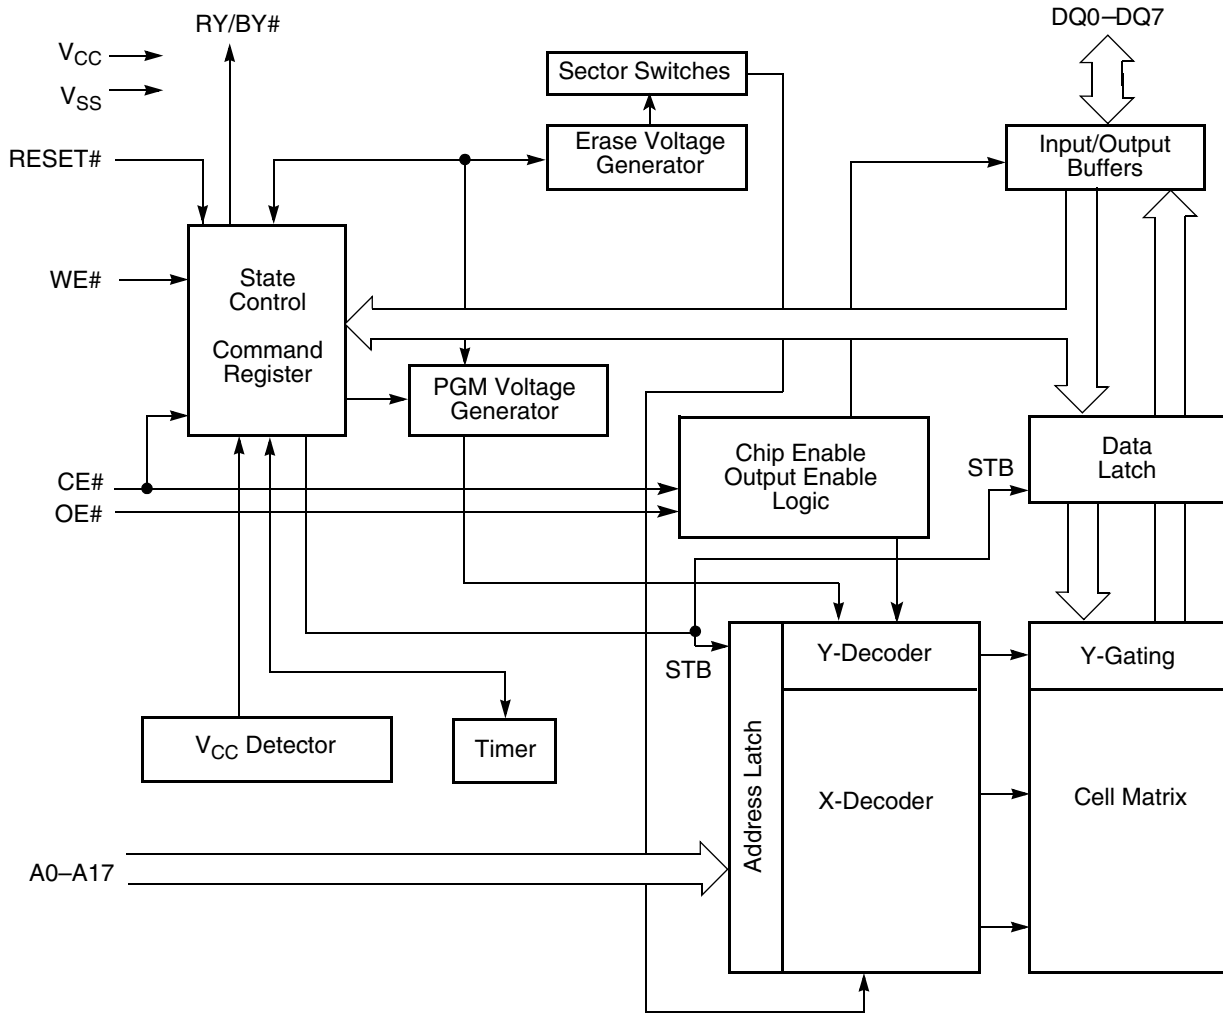 RY/BY#
DQ0–DQ7
VCC
VSS
Sector Switches
Erase Voltage
Generator
Input/Output
Buffers
RESET#
WE#
State
Control
Command
Register
PGM Voltage
Generator
Chip Enable
Output Enable
Logic
Data
Latch
STB
CE#
OE#
STB
Y-Decoder
Y-Gating
VCC Detector
Timer
Address Latch
X-Decoder
Cell Matrix
A0–A17